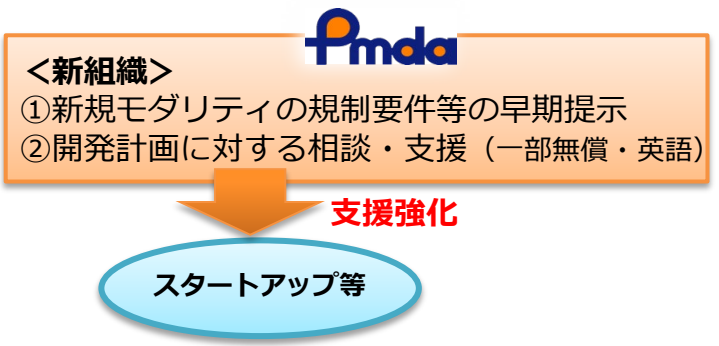 Pmda
＜新組織＞
①新規モダリティの規制要件等の早期提示
②開発計画に対する相談・支援（一部無償・英語）
支援強化
スタートアップ等